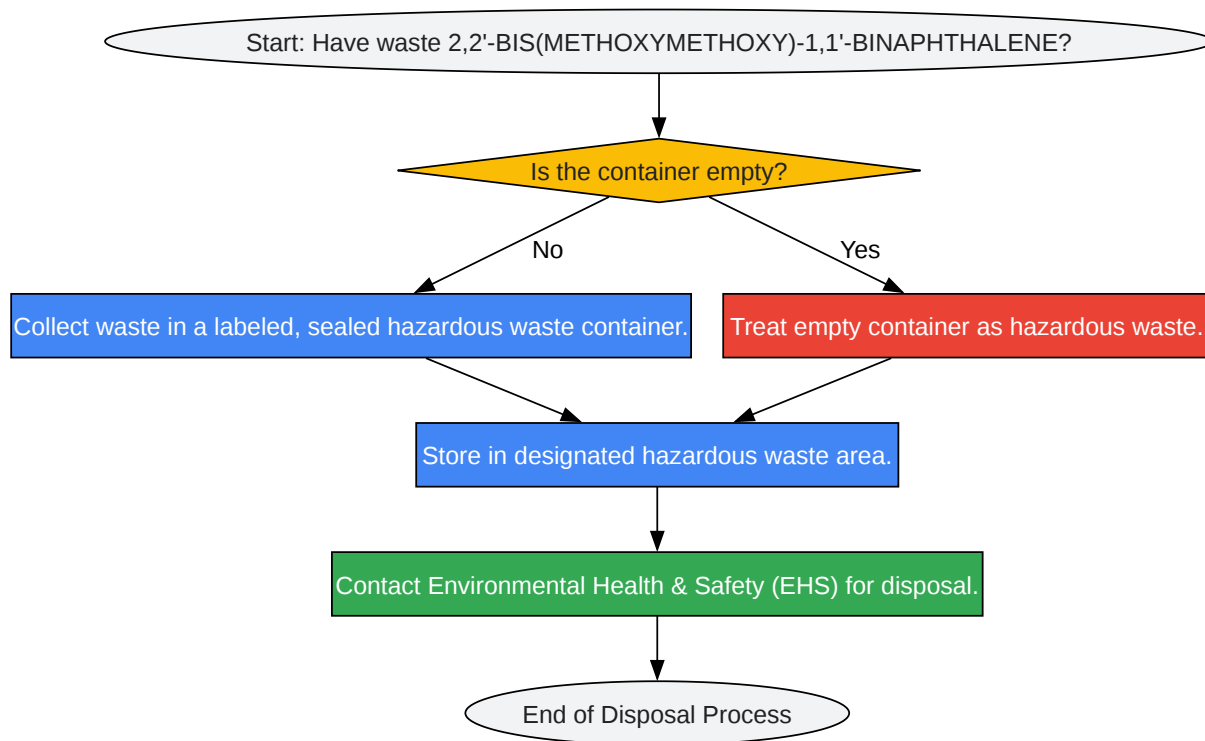 Start: Have waste 2,2'-BIS(METHOXYMETHOXY)-1,1'-BINAPHTHALENE?
Is the container empty?
No
Yes
Collect waste in a labeled, sealed hazardous waste container.
Treat empty container as hazardous waste.
Store in designated hazardous waste area.
Contact Environmental Health & Safety (EHS) for disposal.
End of Disposal Process